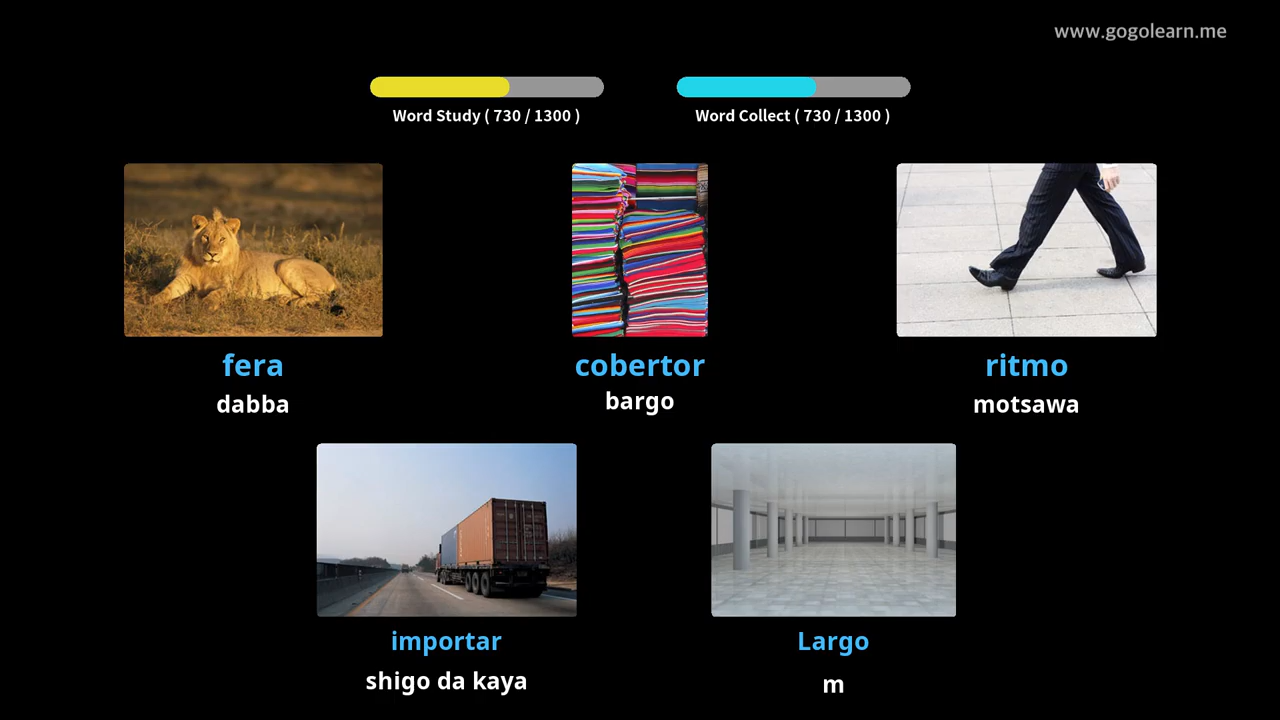 www.gogolearn.me
Word Study ( 730 / 1300 )
Word Collect ( 730 / 1300 )
fera
dabba
cobertor
bargo
ritmo
motsawa
importar
shigo da kaya
Largo
m